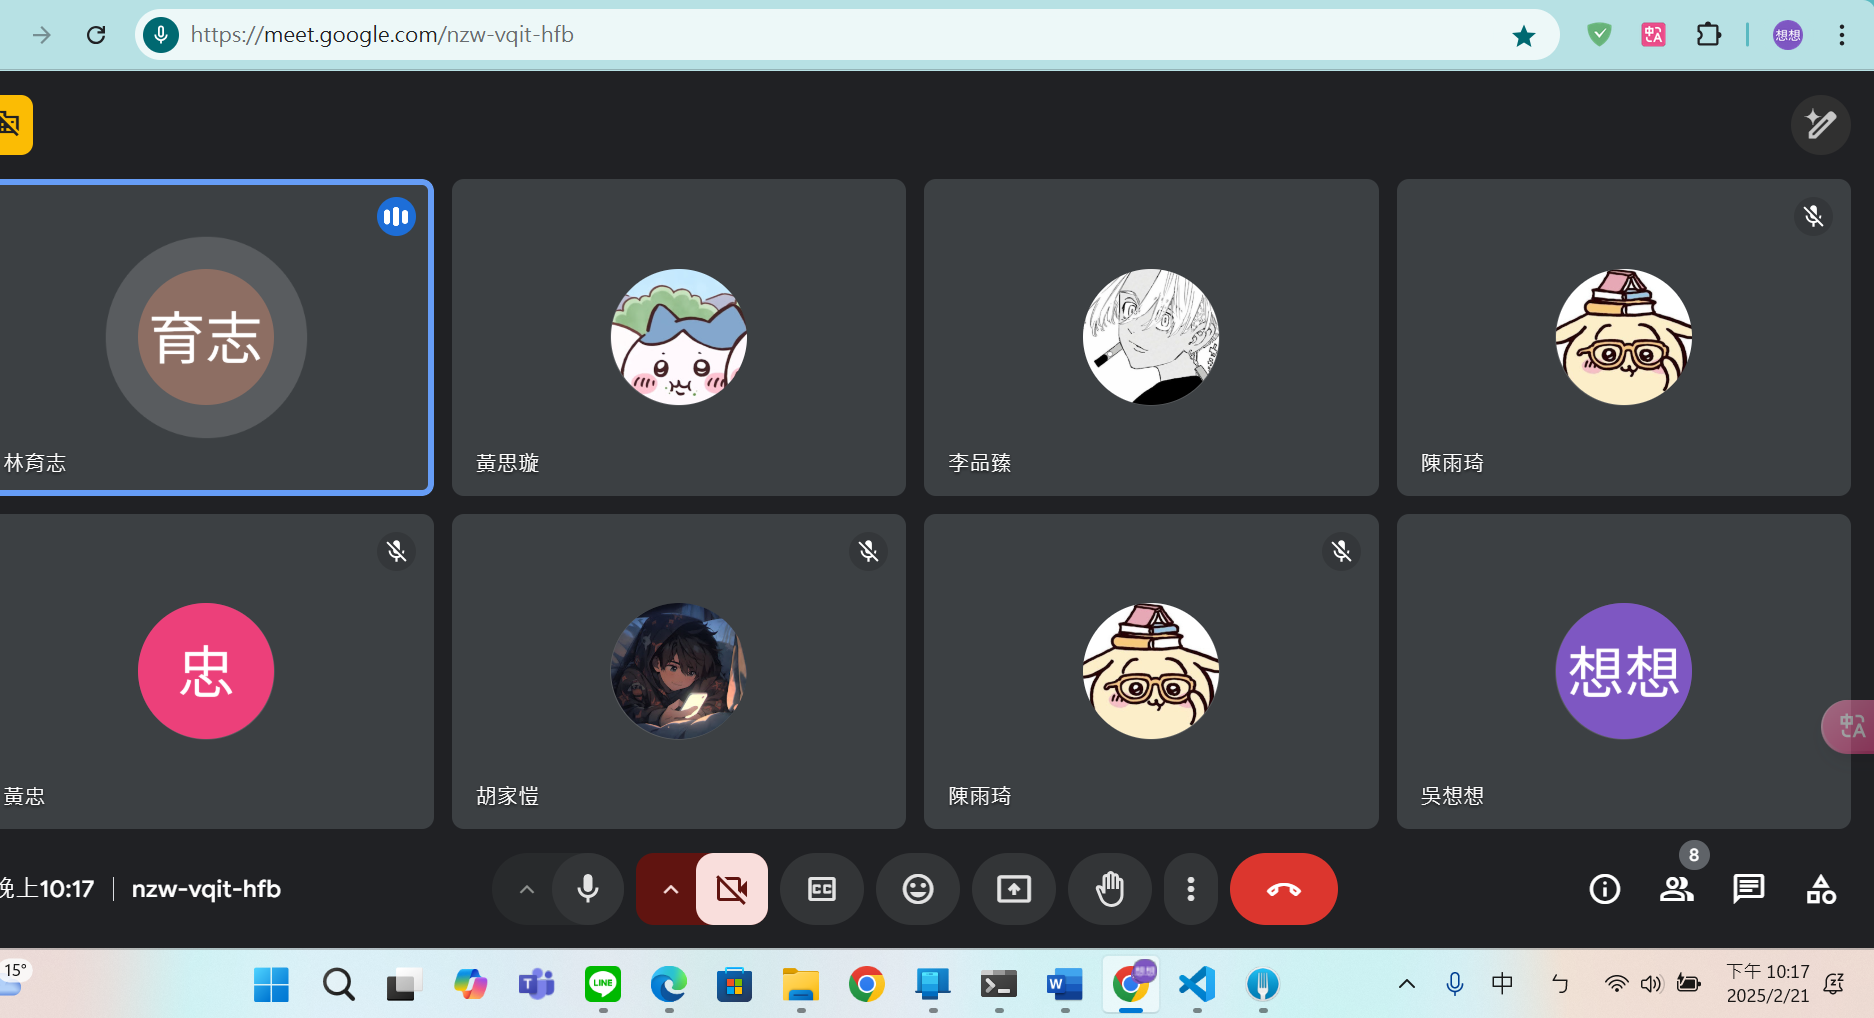 https://meet.google.com/nzw-vqit-hfb
想想
育志
林育志
黃思璇
李品臻
陳雨琦
忠
黃忠
胡家愷
陳雨琦
想想
吳想想
晚上10:17
nzw-vqit-hfb
8
15°
LINE
中
ㄅ
下午 10:17
2025/2/21